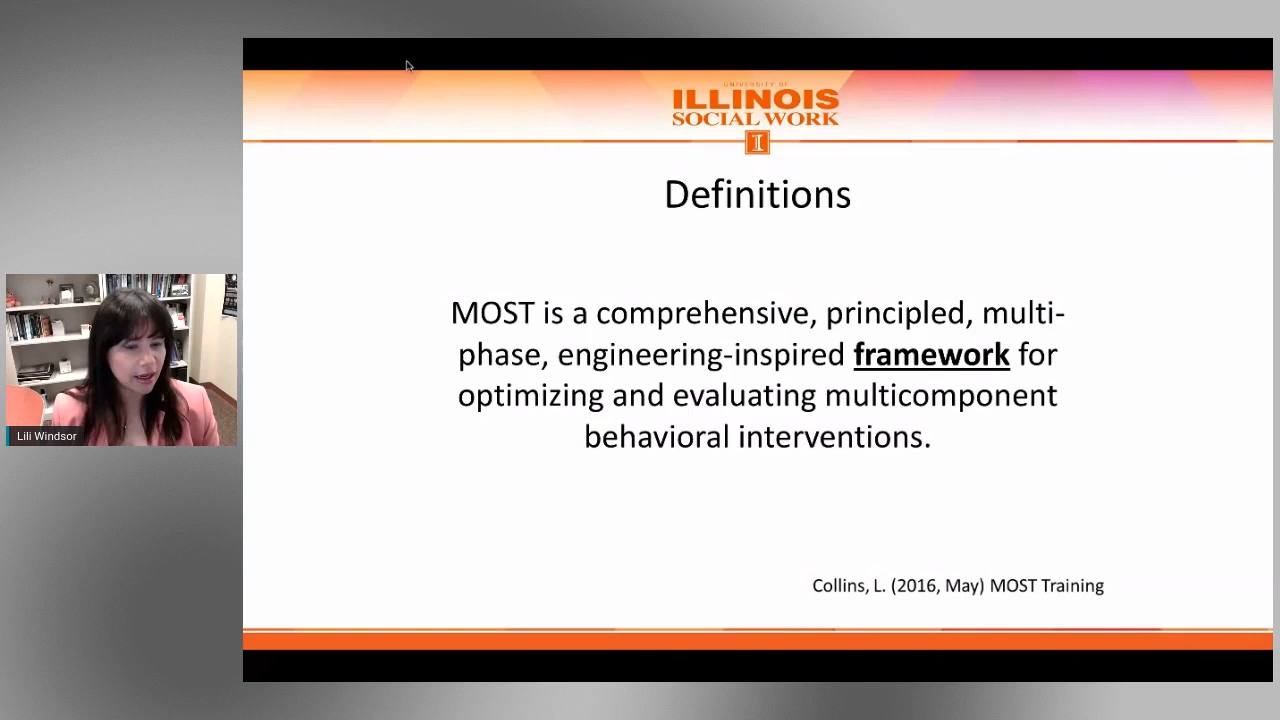 UNIVERSITY OF
ILLINOIS
SOCIAL WORK
I
Definitions
MOST is a comprehensive, principled, multi-
phase, engineering-inspired framework for
optimizing and evaluating multicomponent
behavioral interventions.
Collins, L. (2016, May) MOST Training
Lili Windsor